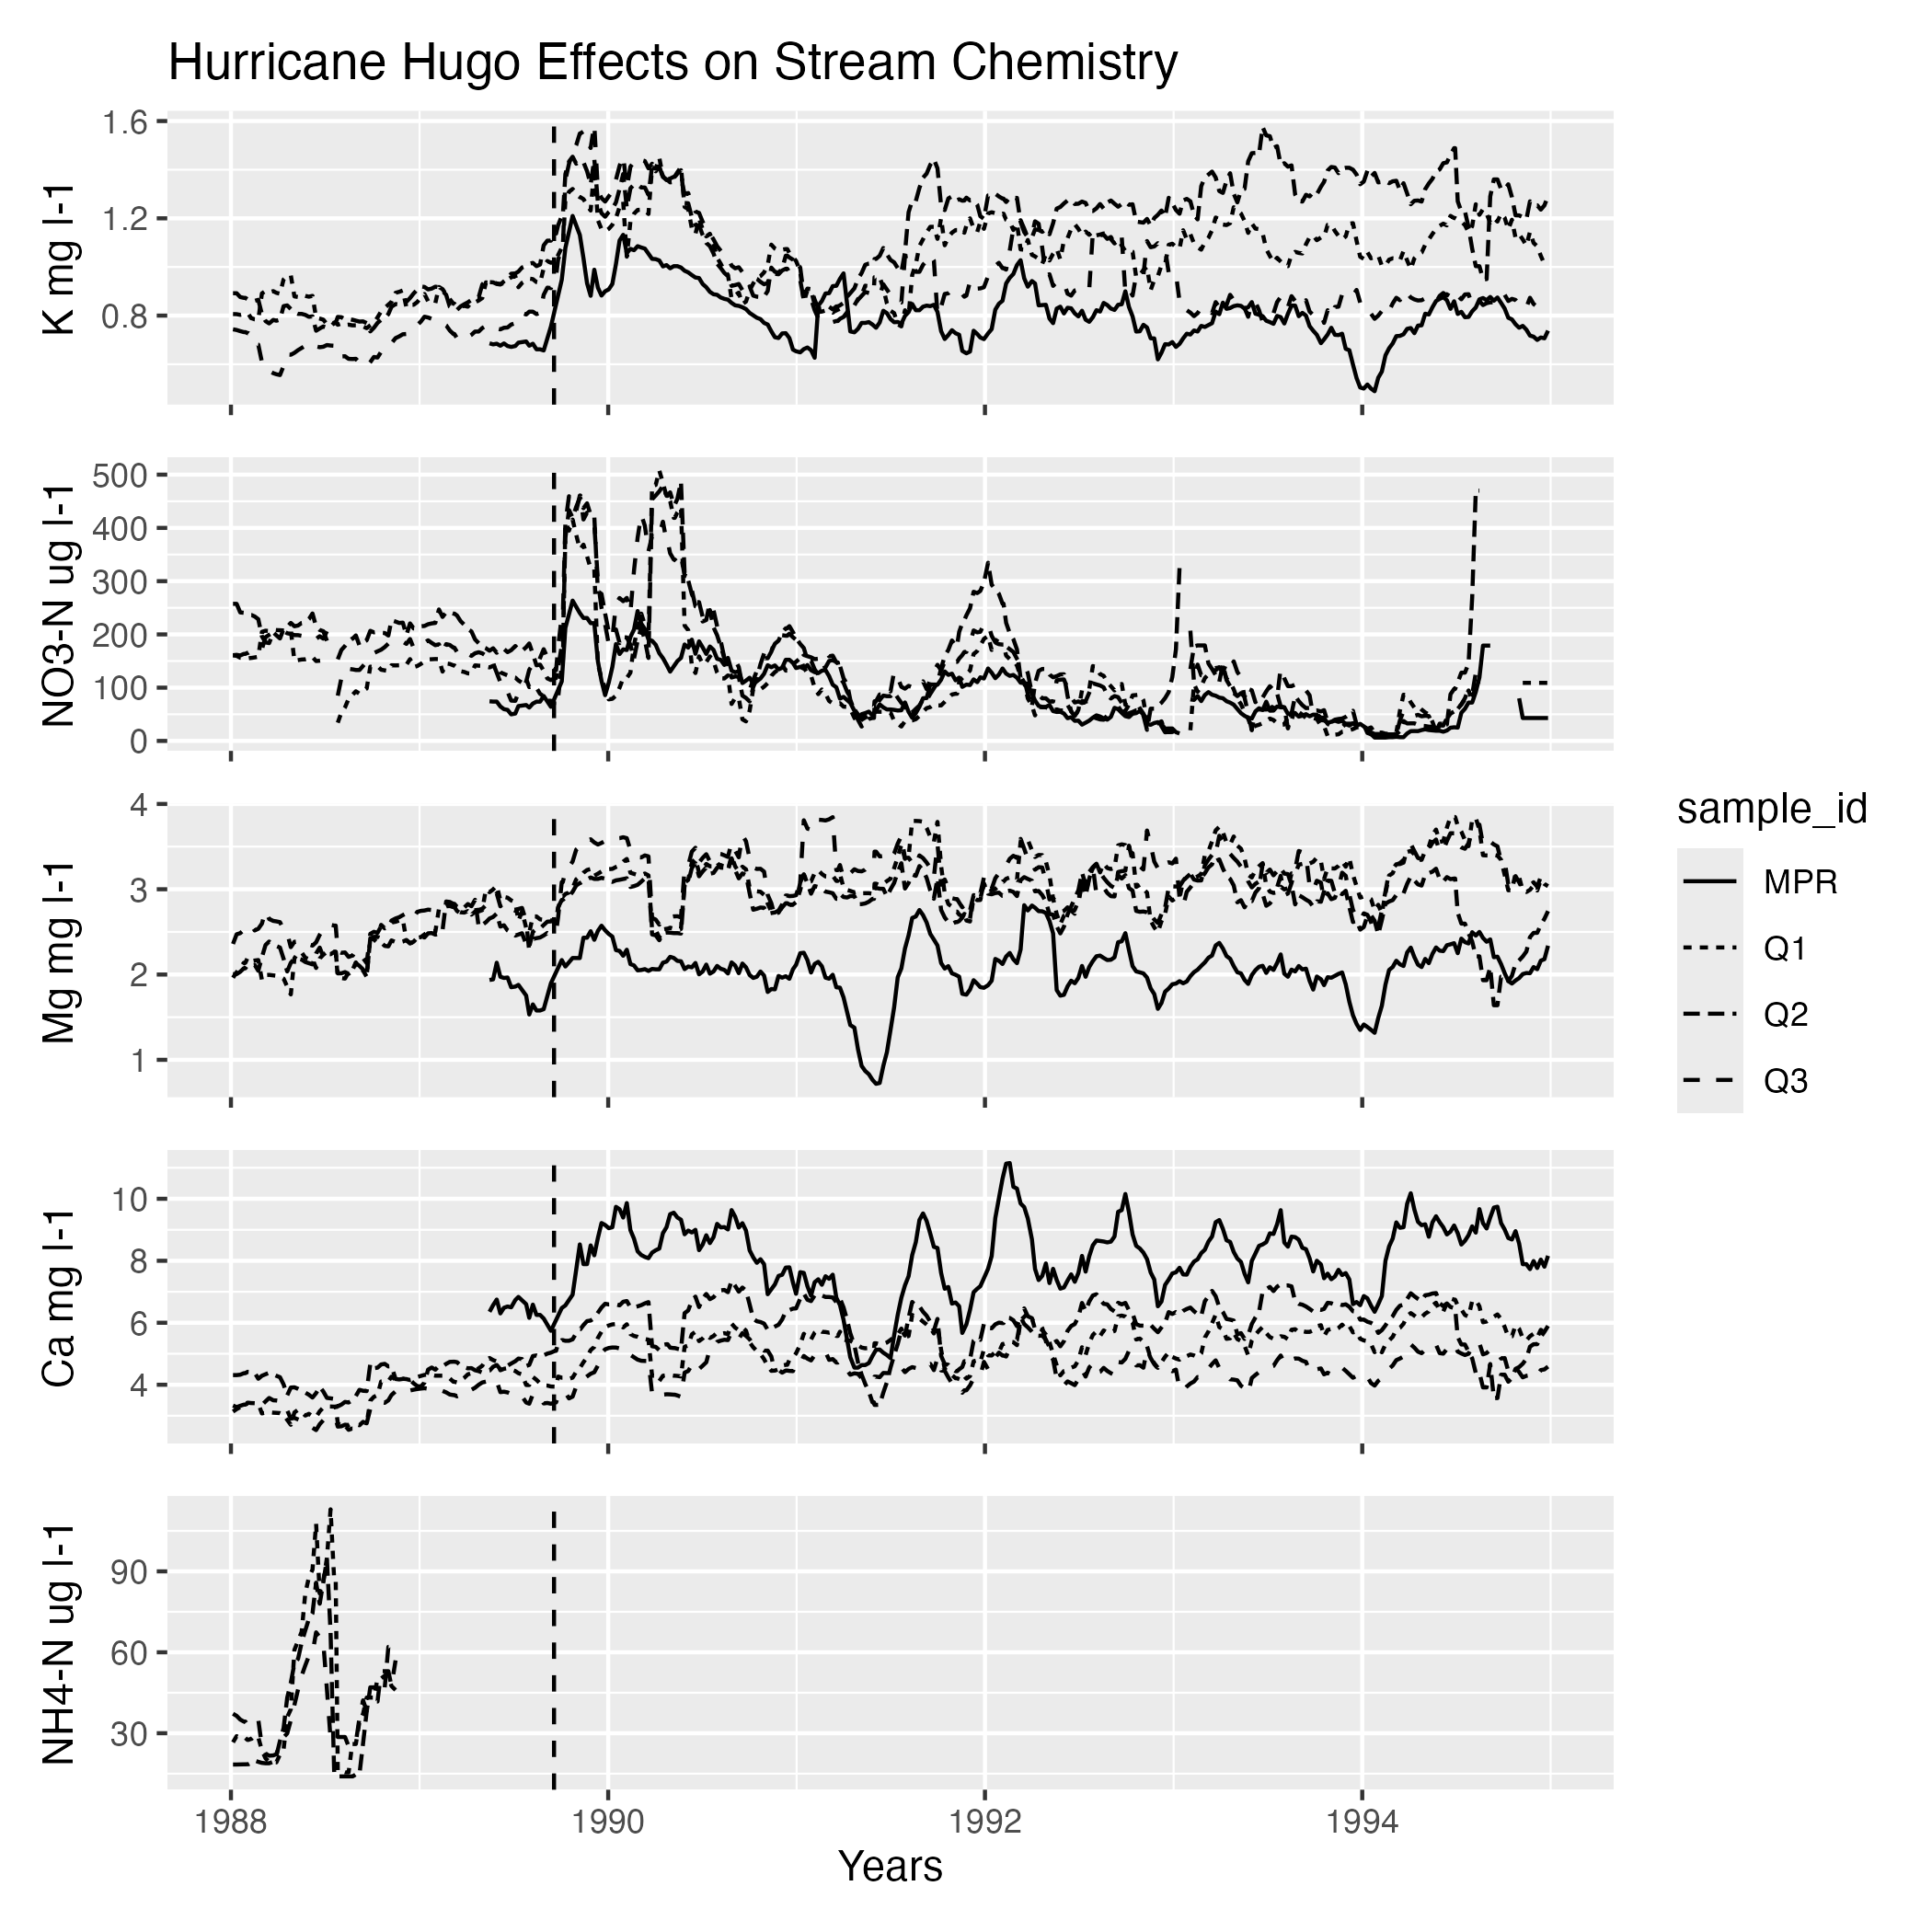 Hurricane Hugo Effects on Stream Chemistry
K mg l-1
1.6
1.2
0.8
NO3-N ug l-1
500
400
300
200
100
0
Mg mg l-1
4
3
2
1
Ca mg l-1
10
8
6
4
NH4-N ug l-1
90
60
30
1988 1990 1992 1994
Years
sample_id
MPR
Q1
Q2
Q3